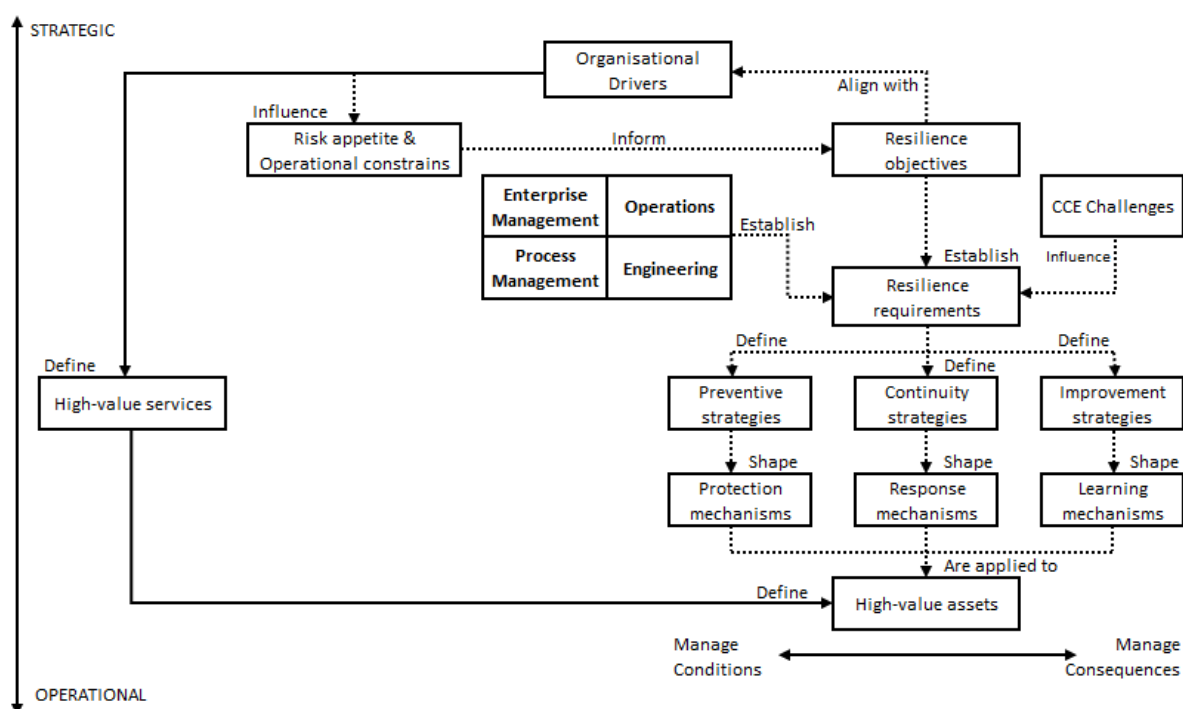 STRATEGIC
Organisational
Drivers
Align with
Influence
Risk appetite &
Operational constrains
Inform
Resilience
objectives
Enterprise
Management
Operations
CCE Challenges
Establish
Process
Management
Engineering
Establish
Influence
Resilience
requirements
Define
Define
Define
Define
High-value services
Preventive
strategies
Continuity
strategies
Improvement
strategies
Shape
Shape
Shape
Protection
mechanisms
Response
mechanisms
Learning
mechanisms
Are applied to
Define
High-value assets
Manage
Conditions
Manage
Consequences
OPERATIONAL